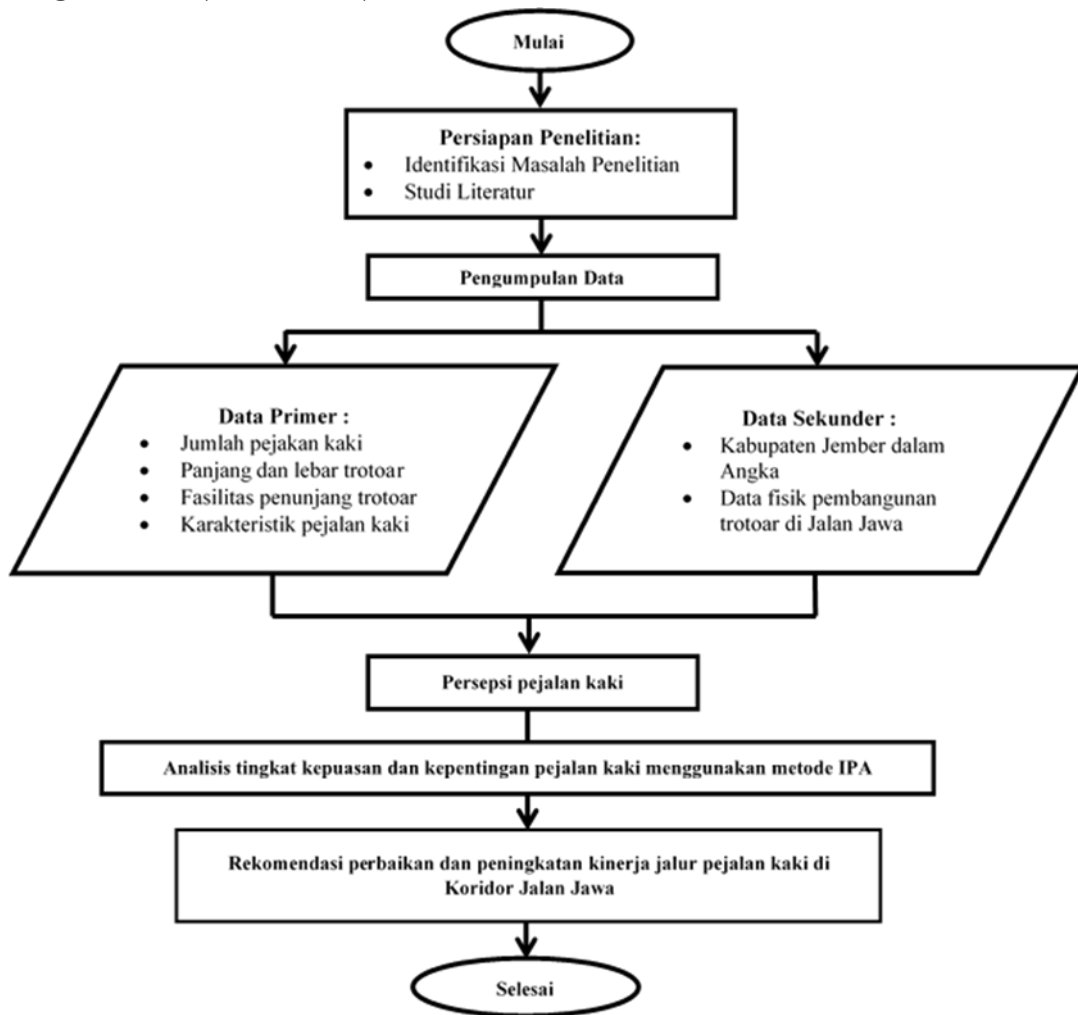 Mulai
Persiapan Penelitian:
• Identifikasi Masalah Penelitian
• Studi Literatur
Pengumpulan Data
Data Primer :
• Jumlah pejakan kaki
• Panjang dan lebar trotoar
• Fasilitas penunjang trotoar
• Karakteristik pejalan kaki
Data Sekunder :
• Kabupaten Jember dalam
Angka
• Data fisik pembangunan
trotoar di Jalan Jawa
Persepsi pejalan kaki
Analisis tingkat kepuasan dan kepentingan pejalan kaki menggunakan metode IPA
Rekomendasi perbaikan dan peningkatan kinerja jalur pejalan kaki di
Koridor Jalan Jawa
Selesai